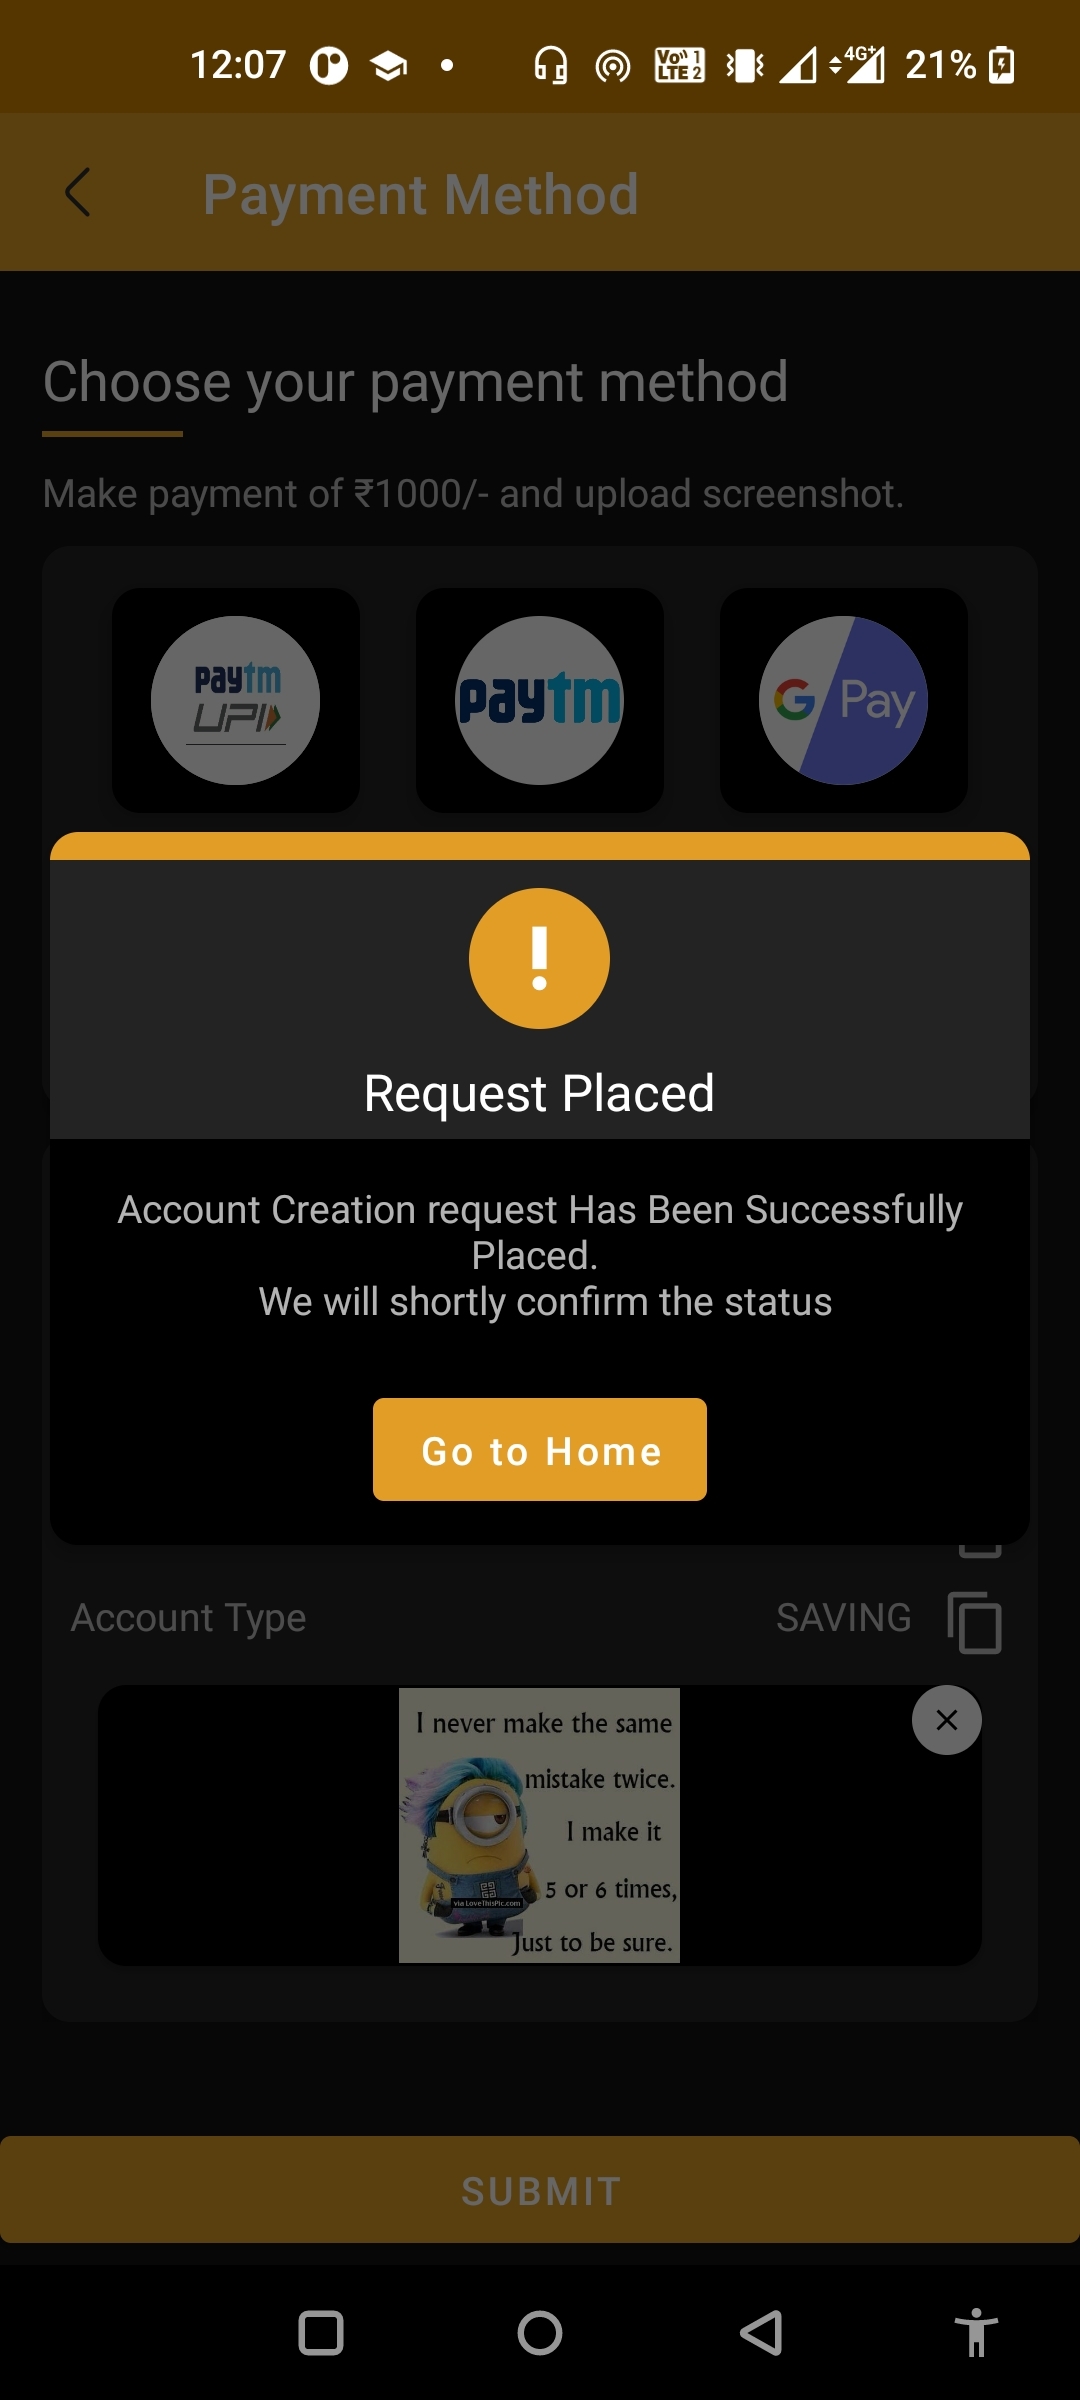 12:07
Vo)) 1
LTE 2
4G+
21%
Payment Method
Choose your payment method
Make payment of ₹1000/- and upload screenshot.
paytm
UPI
paytm
G Pay
!
Request Placed
Account Creation request Has Been Successfully
Placed.
We will shortly confirm the status
Go to Home
Account Type SAVING
I never make the same
mistake twice.
I make it
5 or 6 times,
via LoveThisPic.com
Just to be sure.
SUBMIT